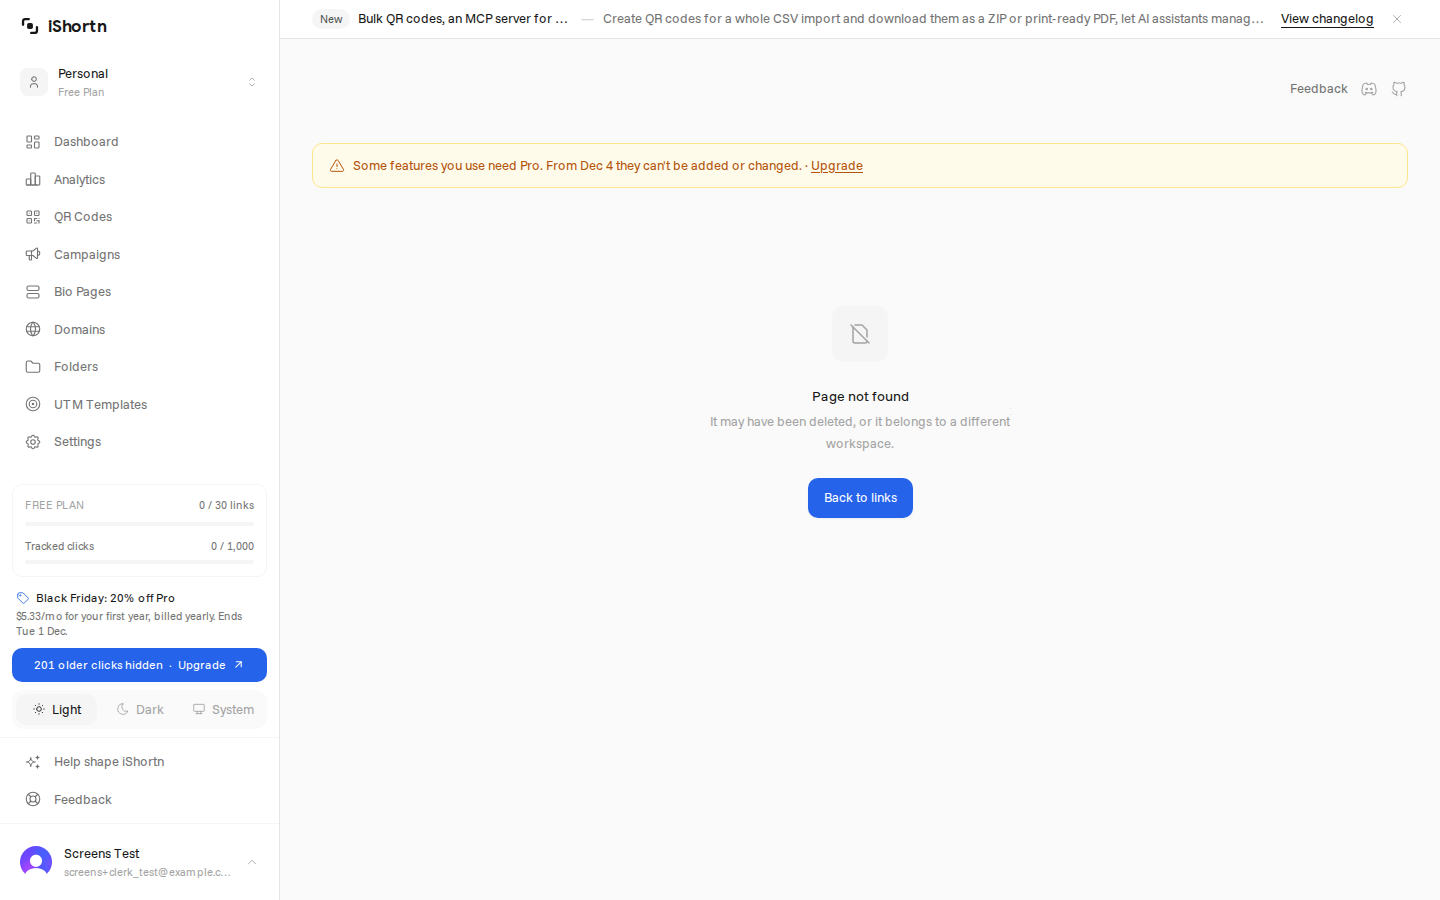 iShortn
Personal
Free Plan
Dashboard
Analytics
QR Codes
Campaigns
Bio Pages
Domains
Folders
UTM Templates
Settings
FREE PLAN 0 / 30 links
Tracked clicks 0 / 1,000
Black Friday: 20% off Pro
$5.33/mo for your first year, billed yearly. Ends
Tue 1 Dec.
201 older clicks hidden · Upgrade
Light Dark System
Help shape iShortn
Feedback
Screens Test
screens+clerk_test@example.c...
New Bulk QR codes, an MCP server for ... — Create QR codes for a whole CSV import and download them as a ZIP or print-ready PDF, let AI assistants manag... View changelog
Feedback
Some features you use need Pro. From Dec 4 they can't be added or changed. · Upgrade
Page not found
It may have been deleted, or it belongs to a different
workspace.
Back to links